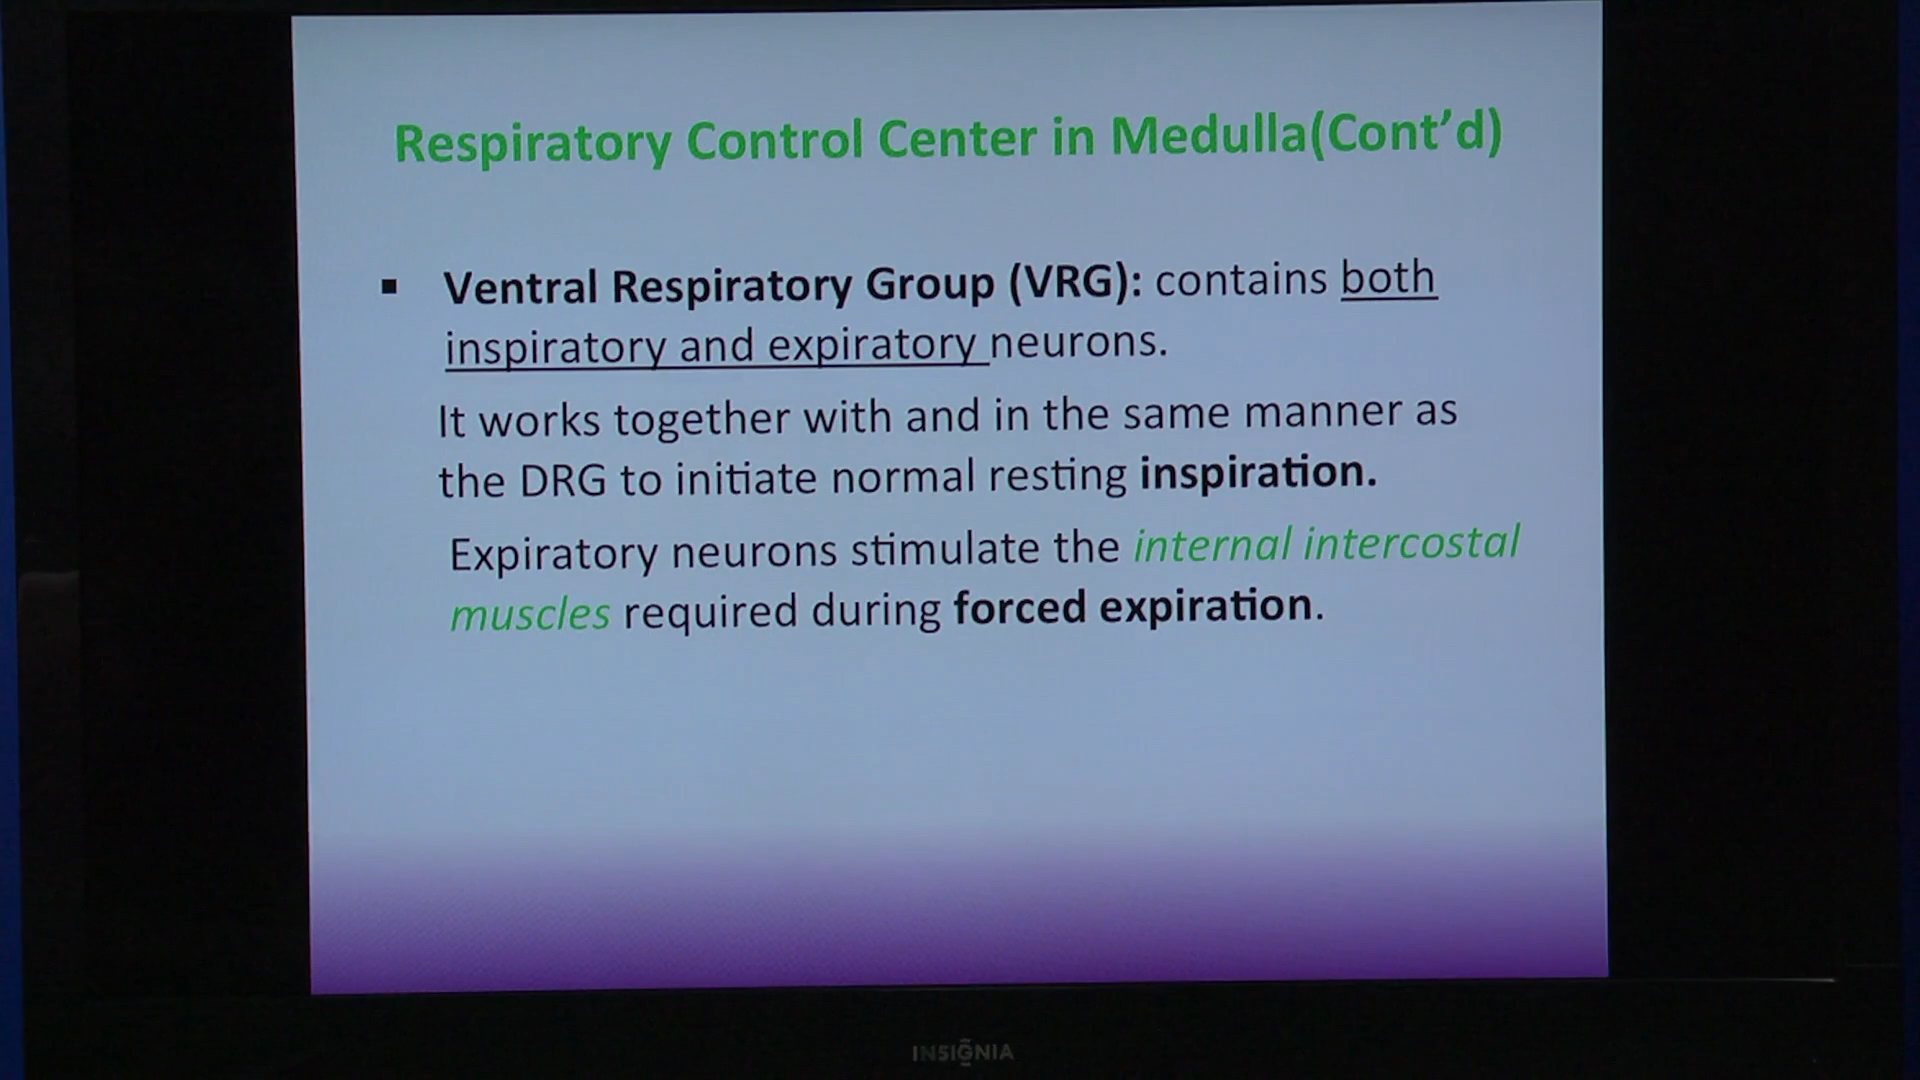 Respiratory Control Center in Medulla(Cont’d)
▪ Ventral Respiratory Group (VRG): contains both
inspiratory and expiratory neurons.
It works together with and in the same manner as
the DRG to initiate normal resting inspiration.
Expiratory neurons stimulate the internal intercostal
muscles required during forced expiration.
INSIGNIA